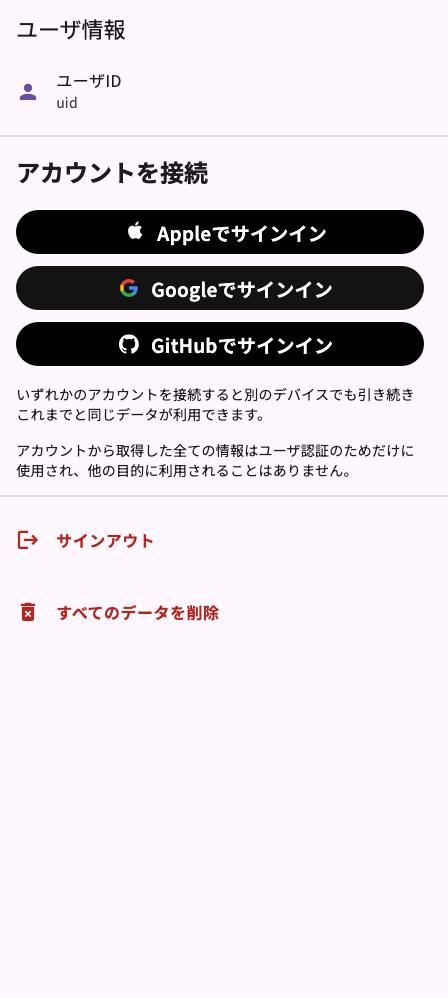 ユーザ情報
ユーザID
uid
アカウントを接続
Appleでサインイン
Googleでサインイン
GitHubでサインイン
いずれかのアカウントを接続すると別のデバイスでも引き続き
これまでと同じデータが利用できます。
アカウントから取得した全ての情報はユーザ認証のためだけに
使用され、他の目的に利用されることはありません。
サインアウト
すべてのデータを削除